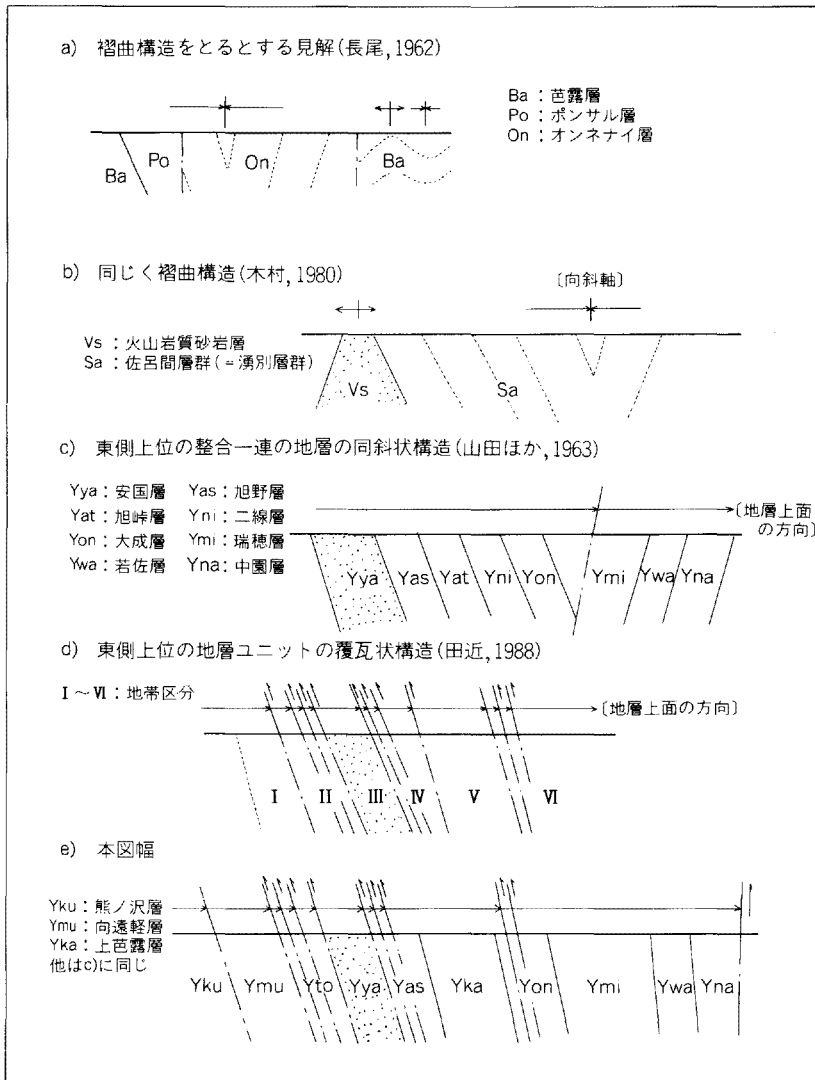 a) 褶曲構造をとるとする見解(長尾,1962)
Ba：芭露層
Po：ポンサル層
On：オンネナイ層
Ba
Po
On
Ba
b) 同じく褶曲構造(木村,1980)
〔向斜軸〕
Vs：火山岩質砂岩層
Sa：佐呂間層群(=湧別層群)
Vs
Sa
c) 東側上位の整合一連の地層の同斜状構造(山田ほか,1963)
Yya：安国層 Yas：旭野層
Yat：旭峠層 Yni：二線層
Yon：大成層 Ymi：瑞穂層
Ywa：若佐層 Yna：中園層
〔地層上面
の方向〕
Yya Yas Yat Yni Yon Ymi Ywa Yna
d) 東側上位の地層ユニットの覆瓦状構造(田近,1988)
I～VI：地帯区分
〔地層上面の方向〕
I II III IV V VI
e) 本図幅
Yku：熊ノ沢層
Ymu：向遠軽層
Yka：上芭露層
他はc)に同じ
Yku Ymu Yto Yya Yas Yka Yon Ymi Ywa Yna